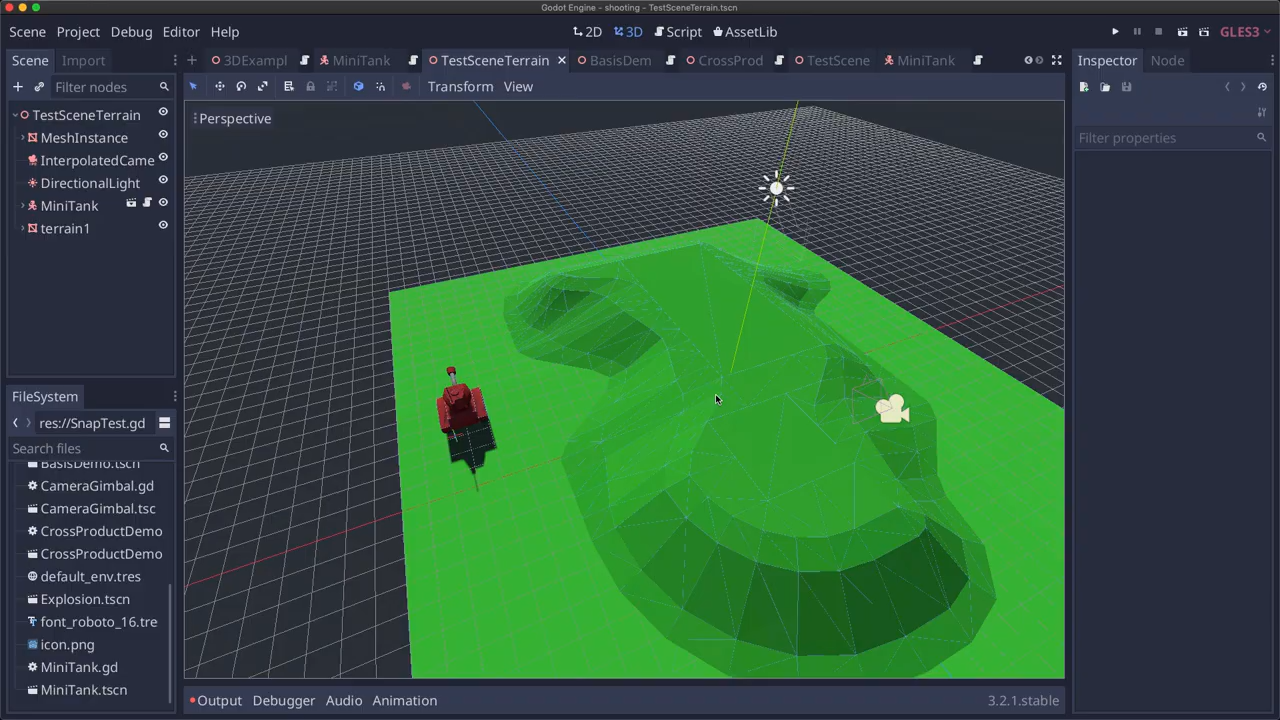 Godot Engine - shooting - TestSceneTerrain.tscn
Scene Project Debug Editor Help 2D 3D Script AssetLib GLES3
Scene Import 3DExampl MiniTank TestSceneTerrain BasisDem CrossProd TestScene MiniTank Inspector Node
Filter nodes Transform View
TestSceneTerrain Perspective
MeshInstance Filter properties
InterpolatedCame
DirectionalLight
MiniTank
terrain1
FileSystem
res://SnapTest.gd
Search files
BasisDemo.tscn
CameraGimbal.gd
CameraGimbal.tsc
CrossProductDemo
CrossProductDemo
default_env.tres
Explosion.tscn
font_roboto_16.tre
icon.png
MiniTank.gd
MiniTank.tscn
Output Debugger Audio Animation 3.2.1.stable